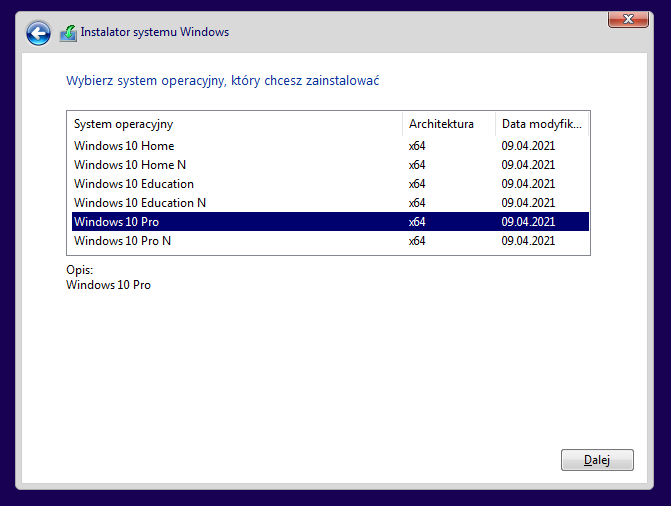 Instalator systemu Windows
Wybierz system operacyjny, który chcesz zainstalować
System operacyjny Architektura Data modyfik...
Windows 10 Home x64 09.04.2021
Windows 10 Home N x64 09.04.2021
Windows 10 Education x64 09.04.2021
Windows 10 Education N x64 09.04.2021
Windows 10 Pro x64 09.04.2021
Windows 10 Pro N x64 09.04.2021
Opis:
Windows 10 Pro
Dalej